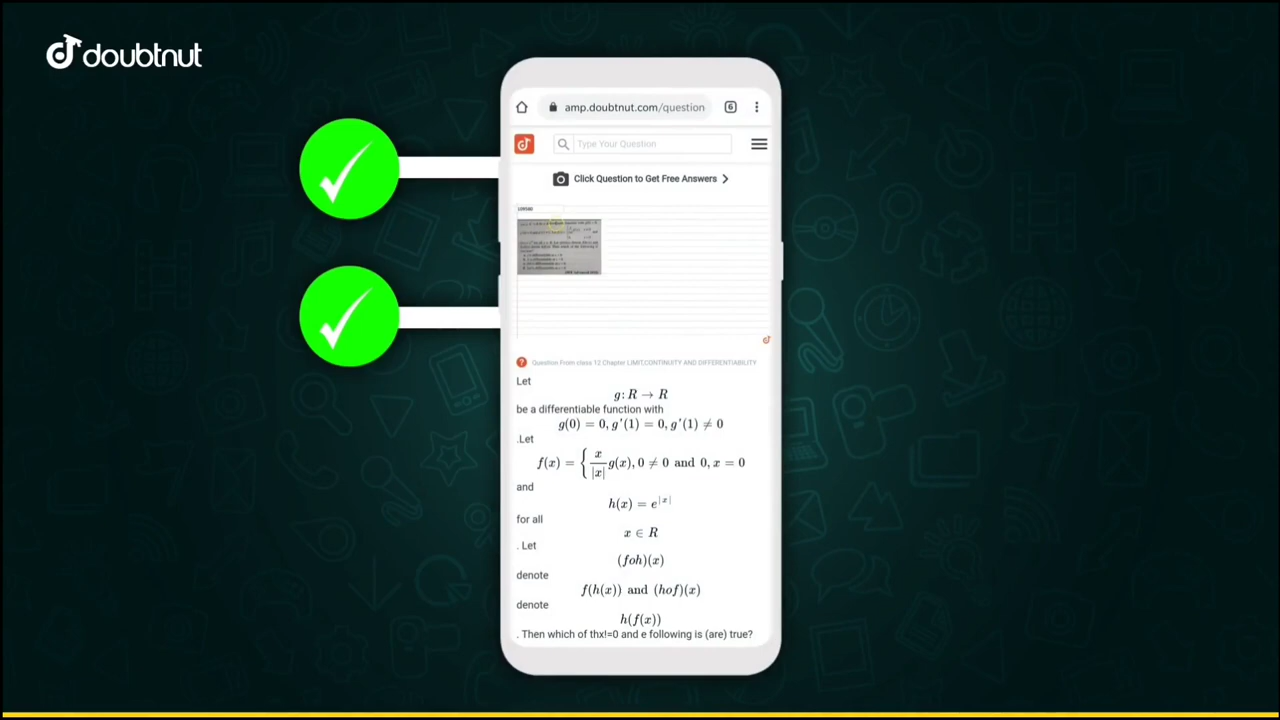 doubtnut
amp.doubtnut.com/question
6
Type Your Question
Click Question to Get Free Answers
Question From class 12 Chapter LIMIT,CONTINUITY AND DIFFERENTIABILITY
Let
g: R → R
be a differentiable function with
g(0) = 0, g'(1) = 0, g'(1) ≠ 0
.Let
f(x) = { x/|x| g(x), 0 ≠ 0 and 0, x = 0
and
h(x) = e^|x|
for all
x ∈ R
. Let
(foh)(x)
denote
f(h(x)) and (hof)(x)
denote
h(f(x))
. Then which of thx!=0 and e following is (are) true?